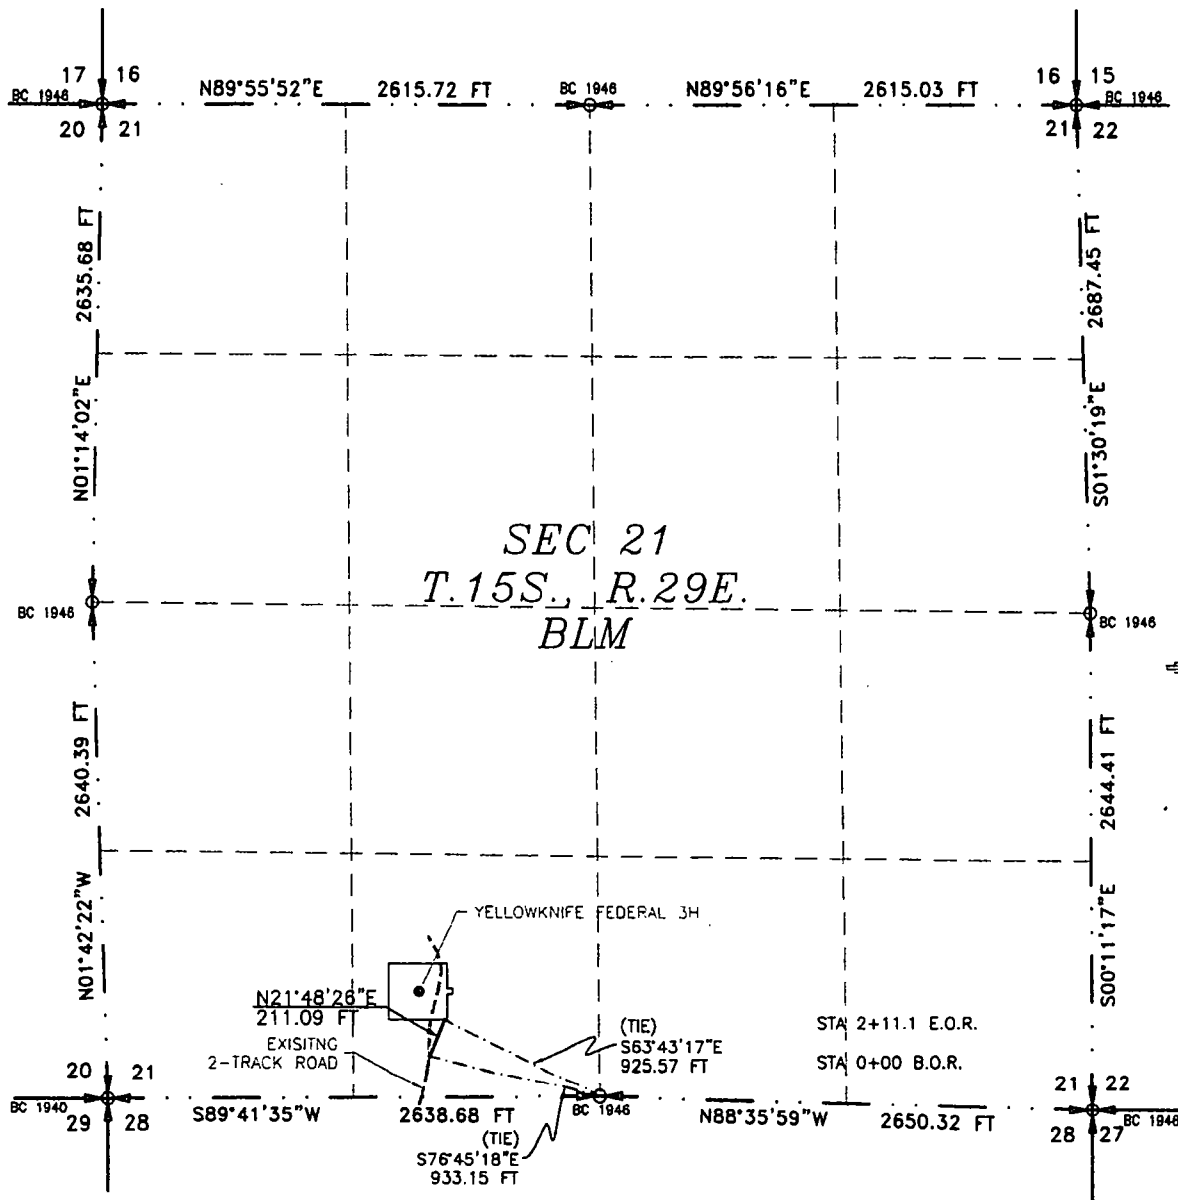 17 16
N89°55'52"E 2615.72 FT
BC 1946
N89°56'16"E 2615.03 FT
16 15
BC 1946
BC 1946
20 21
21 22
2635.68 FT
N01°14'02"E
2687.45 FT
S01°30'19"E
SEC 21
T.15S., R.29E.
BLM
BC 1946
BC 1946
2640.39 FT
N01°42'22"W
2644.41 FT
S00°11'17"E
YELLOWKNIFE FEDERAL 3H
N21°48'26"E
211.09 FT
EXISITNG
2-TRACK ROAD
(TIE)
S63°43'17"E
925.57 FT
STA 2+11.1 E.O.R.
STA 0+00 B.O.R.
20 21
21 22
BC 1940
S89°41'35"W 2638.68 FT
BC 1946
N88°35'59"W 2650.32 FT
BC 1946
29 28
28 27
(TIE)
S76°45'18"E
933.15 FT